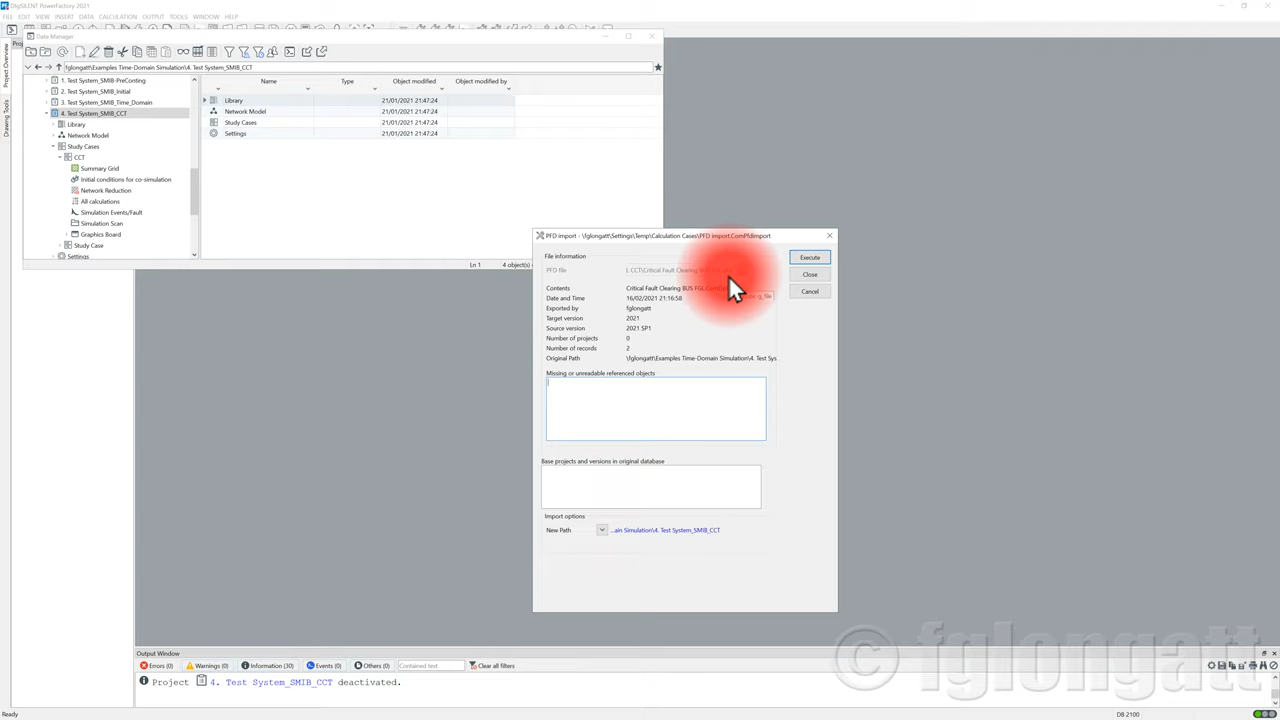 DIgSILENT PowerFactory 2021
FILE EDIT VIEW INSERT DATA CALCULATION OUTPUT TOOLS WINDOW HELP
Data Manager
Project Overview
Drawing Tools
fglongatt\Examples Time-Domain Simulation\4. Test System_SMIB_CCT
1. Test System_SMIB-PreConting
2. Test System_SMIB_Initial
3. Test System_SMIB_Time_Domain
4. Test System_SMIB_CCT
Library
Network Model
Study Cases
CCT
Summary Grid
Initial conditions for co-simulation
Network Reduction
All calculations
Simulation Events/Fault
Simulation Scan
Graphics Board
Study Case
Settings
Name Type Object modified Object modified by
Library 21/01/2021 21:47:24
Network Model 21/01/2021 21:47:24
Study Cases 21/01/2021 21:47:24
Settings 21/01/2021 21:47:24
Ln 1 4 object(s)
PFD import - \fglongatt\Settings\Temp\Calculation Cases\PFD import.ComPfdimport
File information
PFD file CCT\Critical Fault Clearing
Contents Critical Fault Clearing BUS FGL
Date and Time 16/02/2021 21:16:58
Exported by fglongatt
Target version 2021
Source version 2021 SP1
Number of projects 0
Number of records 2
Original Path \fglongatt\Examples Time-Domain Simulation\4. Test Sys
Missing or unreadable referenced objects
Base projects and versions in original database
Import options
New Path ...ain Simulation\4. Test System_SMIB_CCT
Execute
Close
Cancel
Output Window
Errors (0) Warnings (0) Information (30) Events (0) Others (0) Contained text Clear all filters
Project 4. Test System_SMIB_CCT deactivated.
© fglongatt
Ready DB 2100